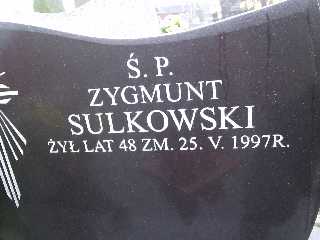 Ś. P.
ZYGMUNT
SULKOWSKI
ŻYŁ LAT 48 ZM. 25. V. 1997R.